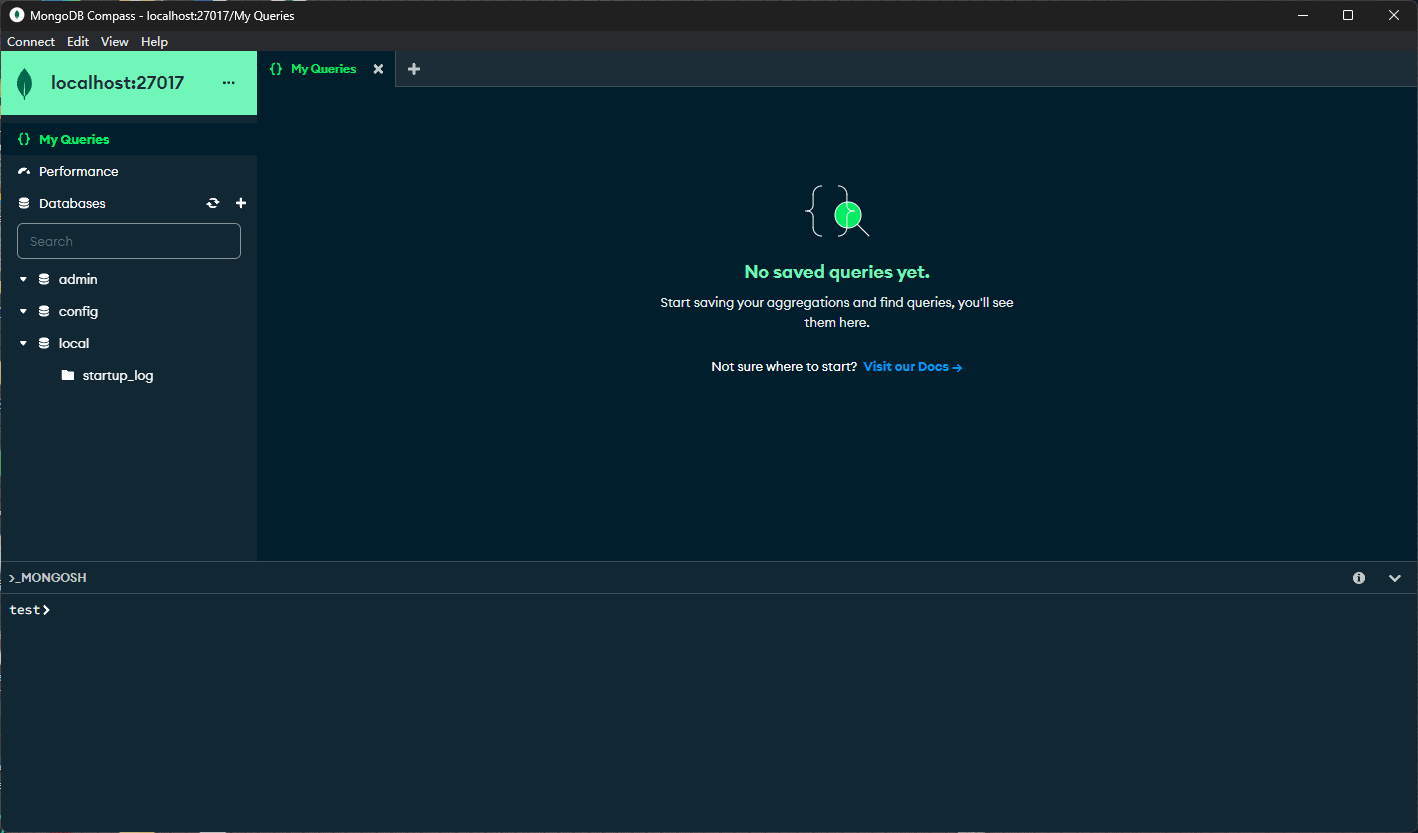 MongoDB Compass - localhost:27017/My Queries
Connect Edit View Help
localhost:27017 ...
{} My Queries
Performance
Databases
Search
admin
config
local
startup_log
{} My Queries
No saved queries yet.
Start saving your aggregations and find queries, you'll see
them here.
Not sure where to start? Visit our Docs →
>_MONGOSH
test>